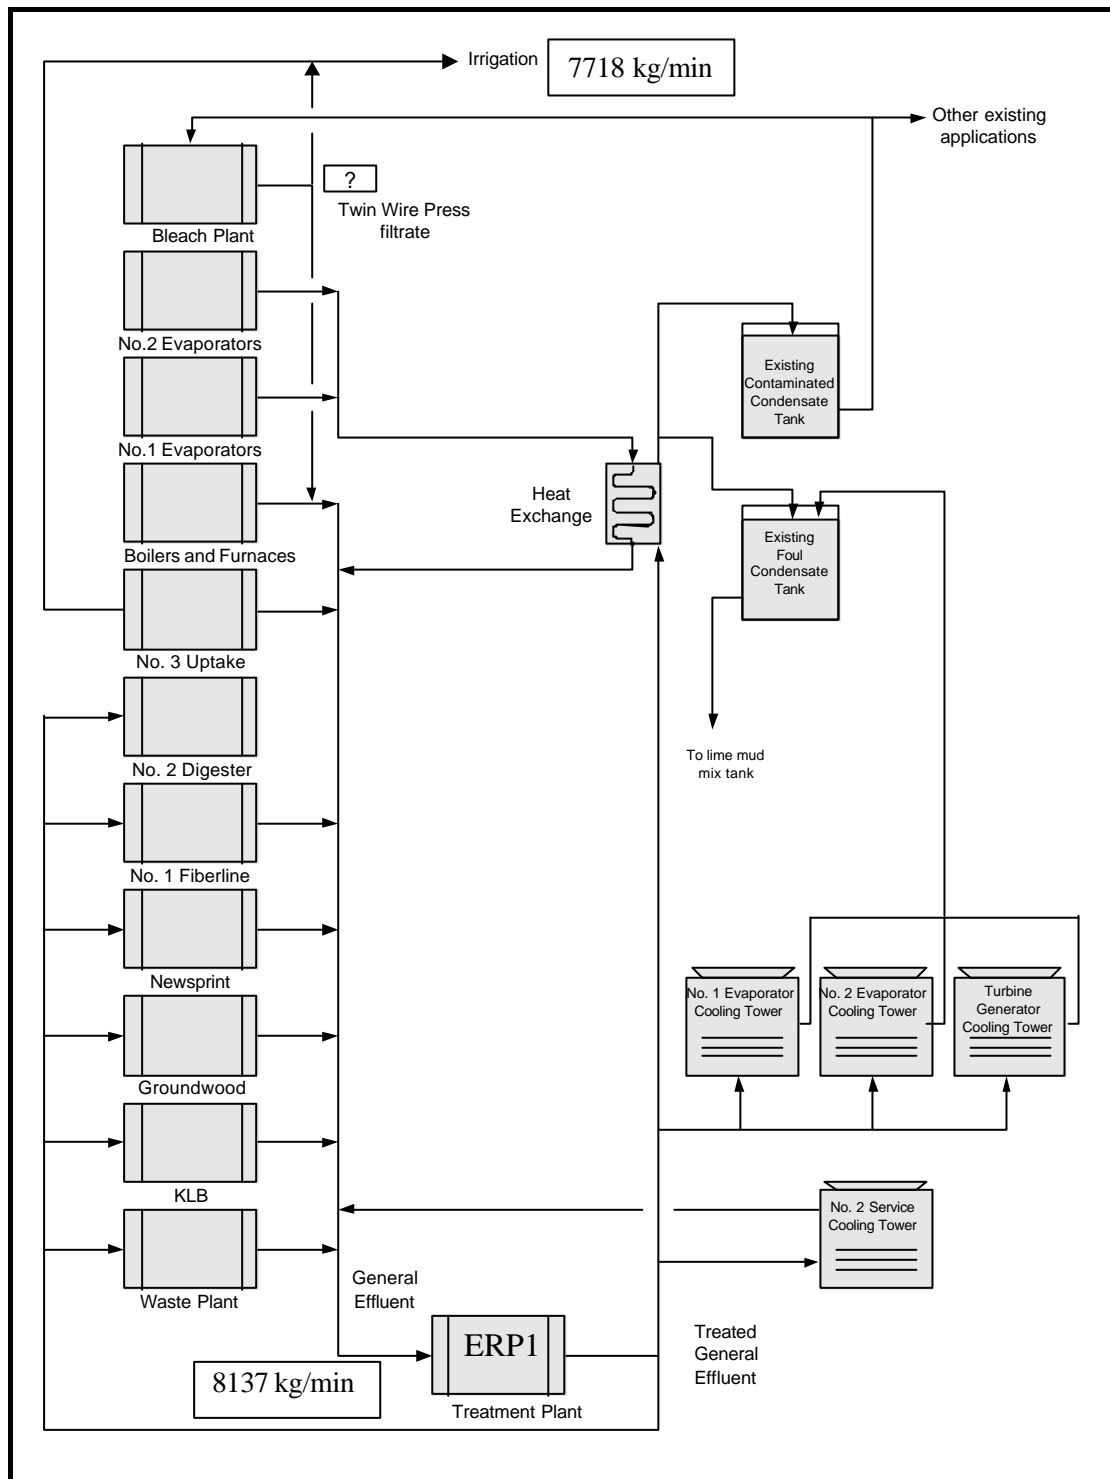 Irrigation
7718 kg/min
Other existing
applications
?
Twin Wire Press
filtrate
Bleach Plant
No.2 Evaporators
Existing
Contaminated
Condensate
Tank
No.1 Evaporators
Heat
Exchange
Existing
Foul
Condensate
Tank
Boilers and Furnaces
No. 3 Uptake
To lime mud
mix tank
No. 2 Digester
No. 1 Fiberline
Newsprint
No. 1 Evaporator
Cooling Tower
No. 2 Evaporator
Cooling Tower
Turbine
Generator
Cooling Tower
Groundwood
KLB
No. 2 Service
Cooling Tower
Waste Plant
General
Effluent
ERP1
Treated
General
Effluent
8137 kg/min
Treatment Plant